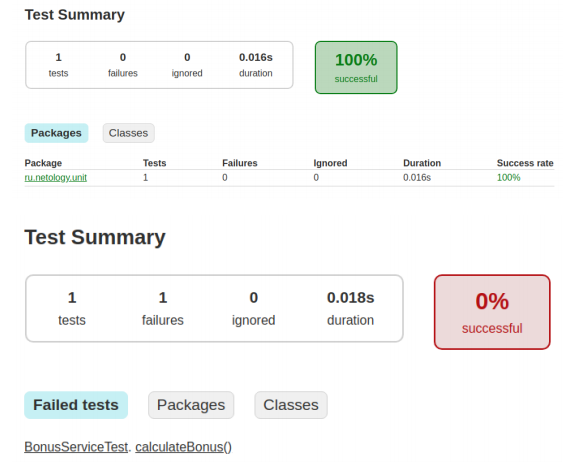 Test Summary
1 0 0 0.016s 100%
tests failures ignored duration successful
Packages Classes
Package Tests Failures Ignored Duration Success rate
ru.netology.unit 1 0 0 0.016s 100%
Test Summary
1 1 0 0.018s 0%
tests failures ignored duration successful
Failed tests Packages Classes
BonusServiceTest. calculateBonus()